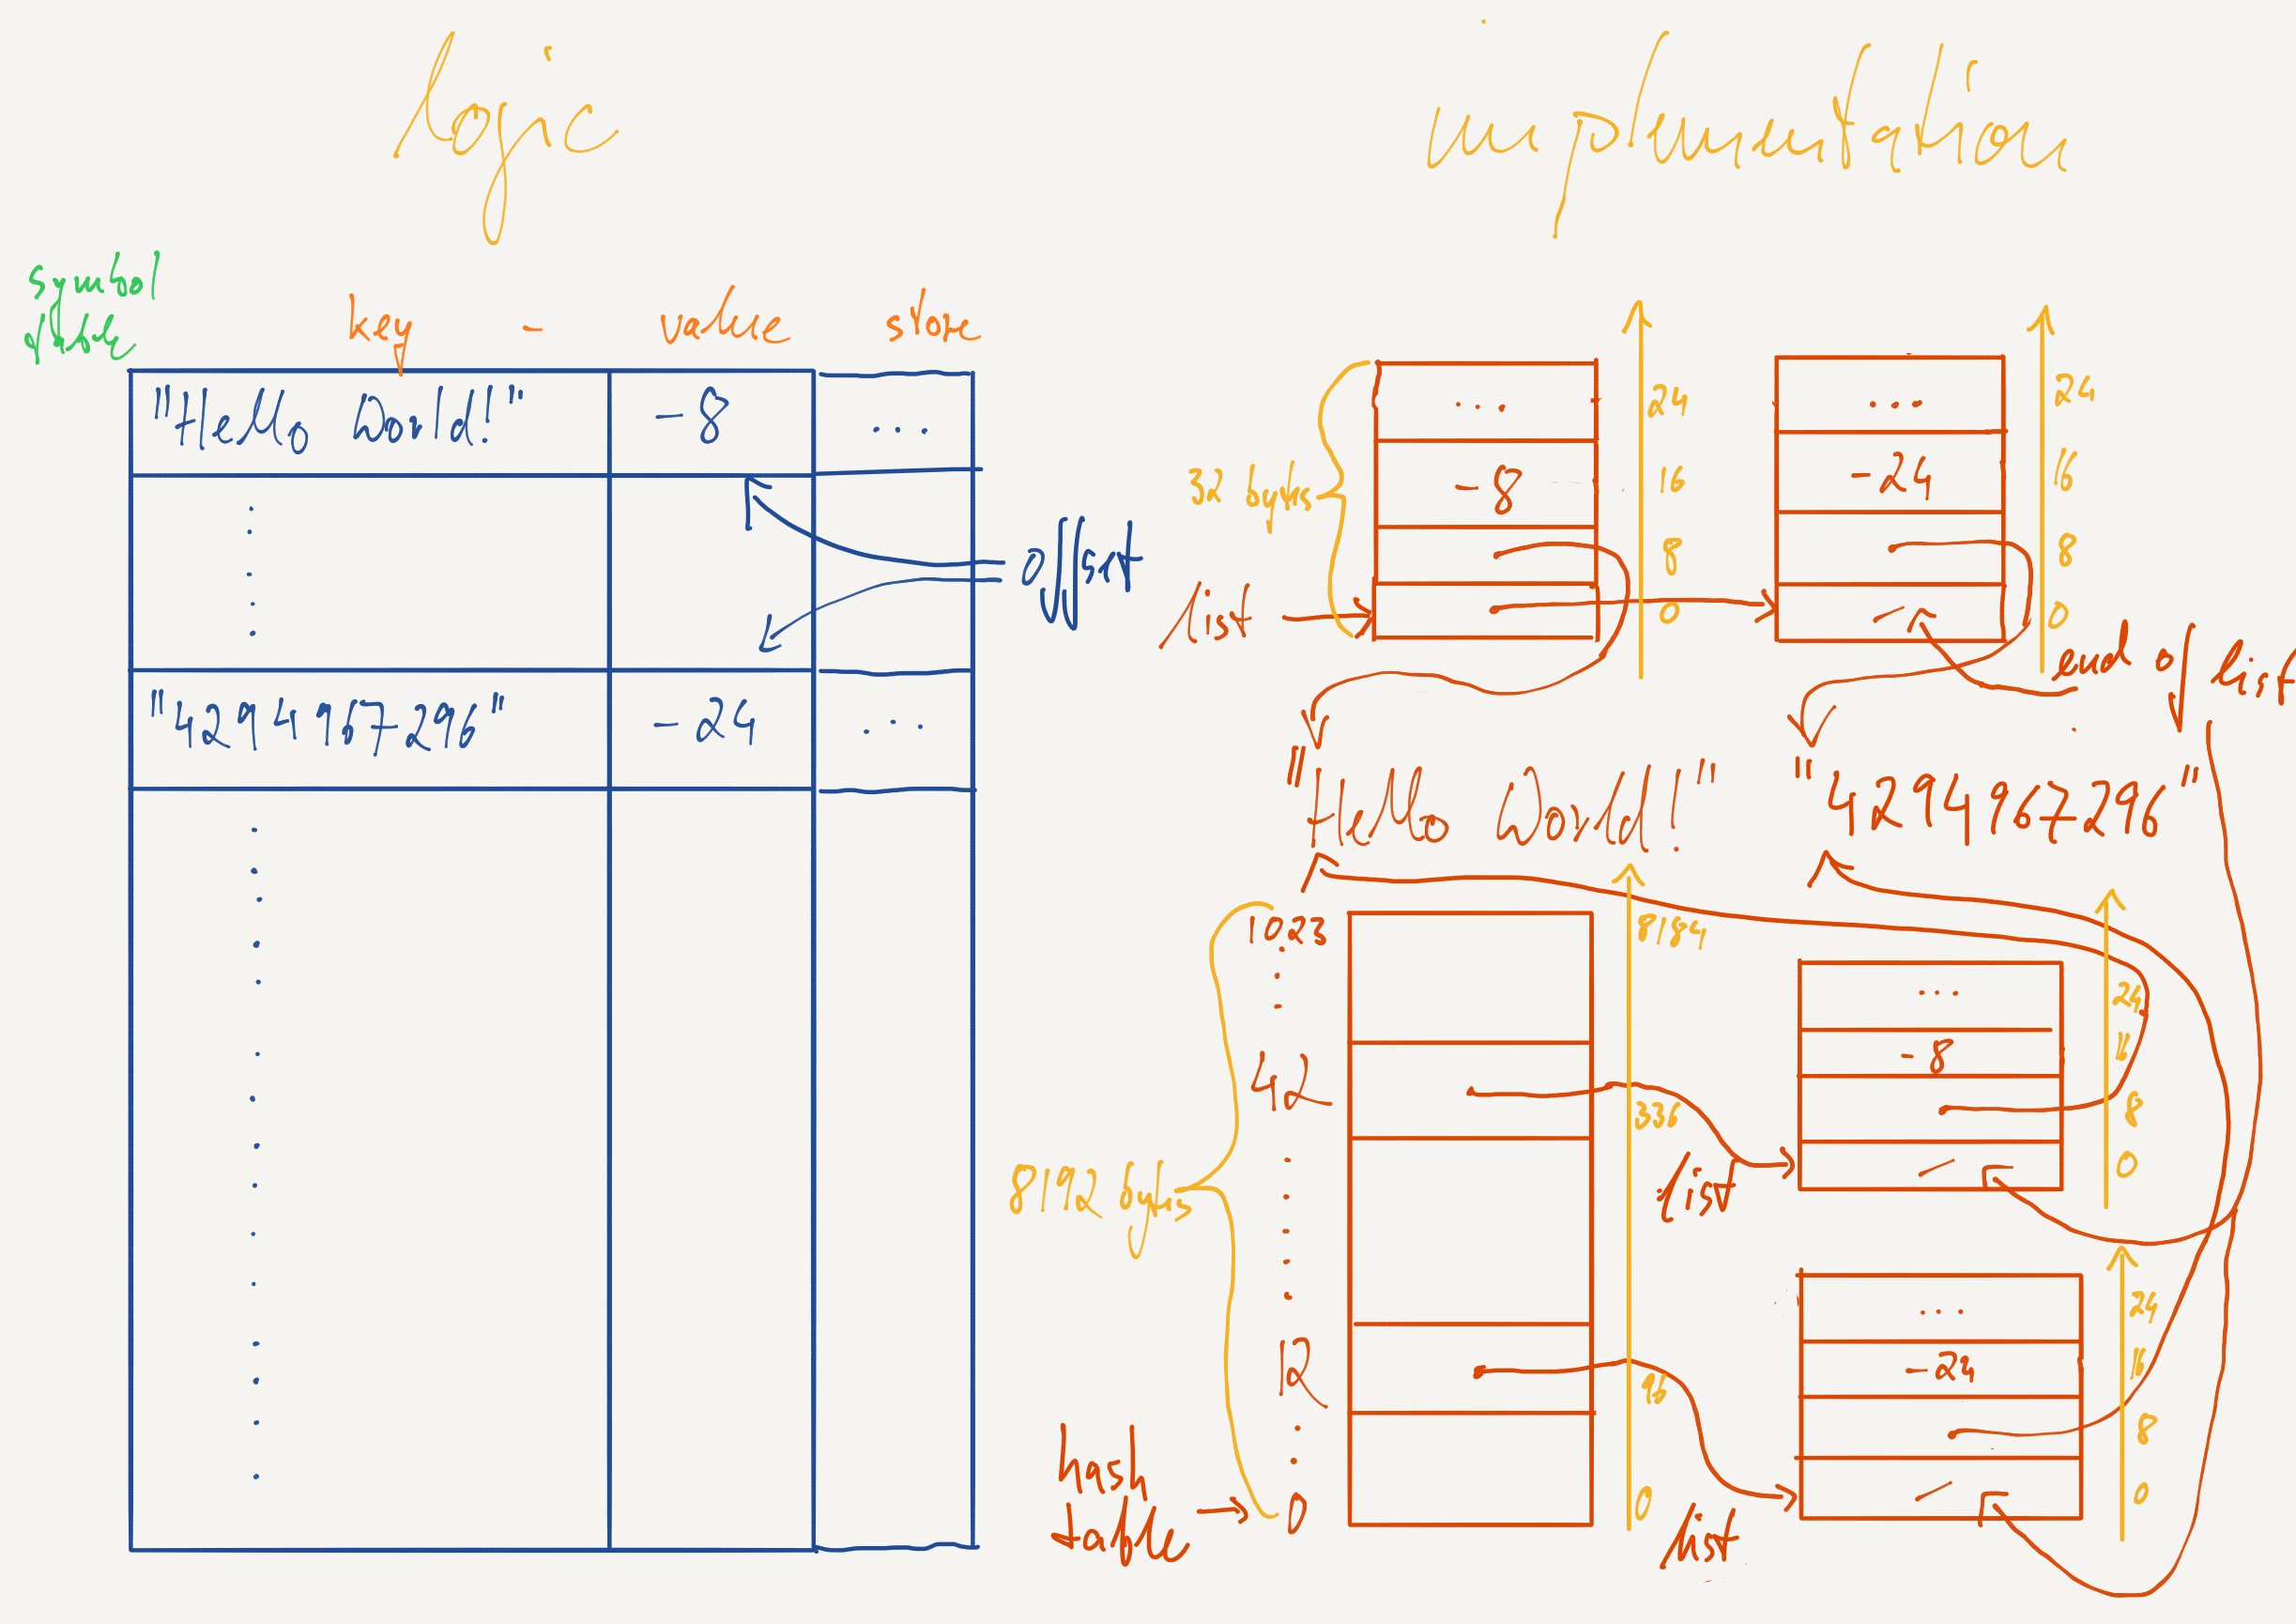 logic
implementation
symbol
table
key - value store
"Hello World!" -8 ...
offset
"4294967296" -24 ...
32 bytes
list
...
-8
24
16
8
0
...
-24
24
16
8
0
end of list
"Hello World!"
"4294967296"
8192 bytes
1023
42
12
0
hash
table
8184
336
96
0
list
...
-8
24
16
8
0
list
...
-24
24
16
8
0